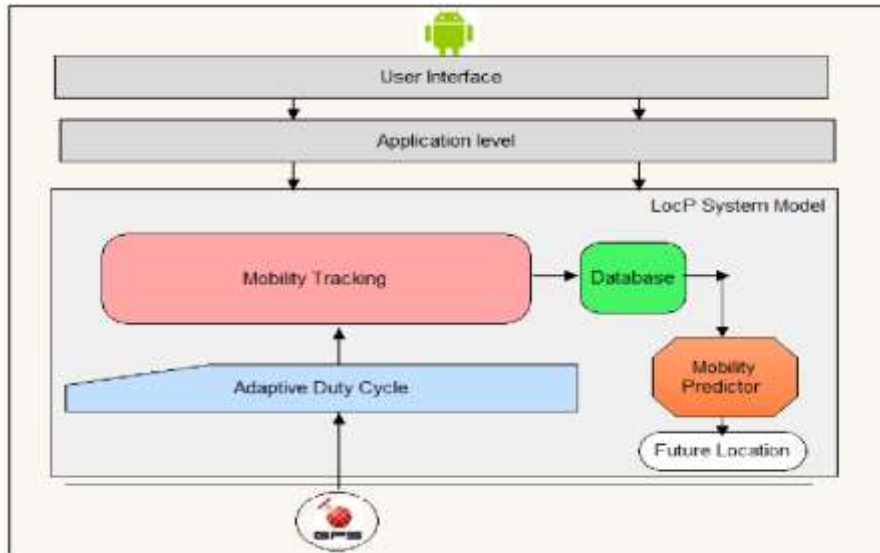 User Interface
Application level
LocP System Model
Mobility Tracking
Database
Adaptive Duty Cycle
Mobility
Predictor
Future Location
GPS